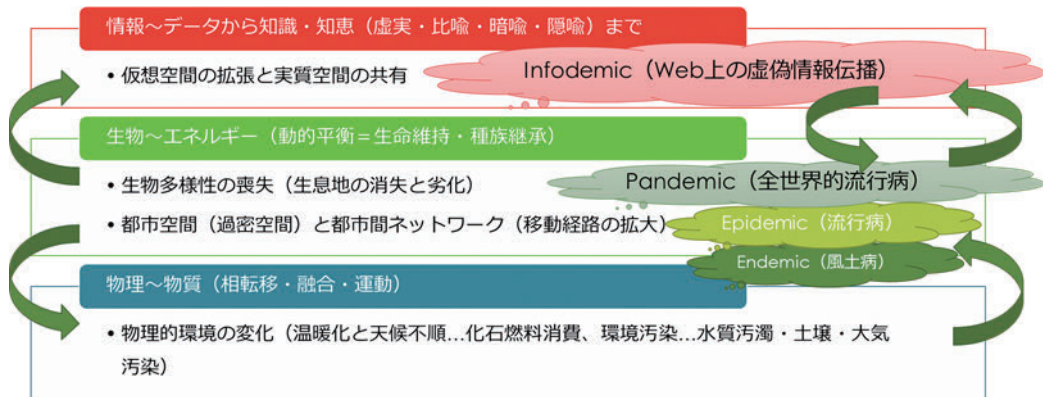 情報～データから知識・知恵（虚実・比喩・暗喩・隠喩）まで
• 仮想空間の拡張と実質空間の共有
Infodemic（Web上の虚偽情報伝播）
生物～エネルギー（動的平衡＝生命維持・種族継承）
• 生物多様性の喪失（生息地の消失と劣化）
Pandemic（全世界的流行病）
• 都市空間（過密空間）と都市間ネットワーク（移動経路の拡大）
Epidemic（流行病）
Endemic（風土病）
物理～物質（相転移・融合・運動）
• 物理的環境の変化（温暖化と天候不順…化石燃料消費、環境汚染…水質汚濁・土壌・大気
汚染）